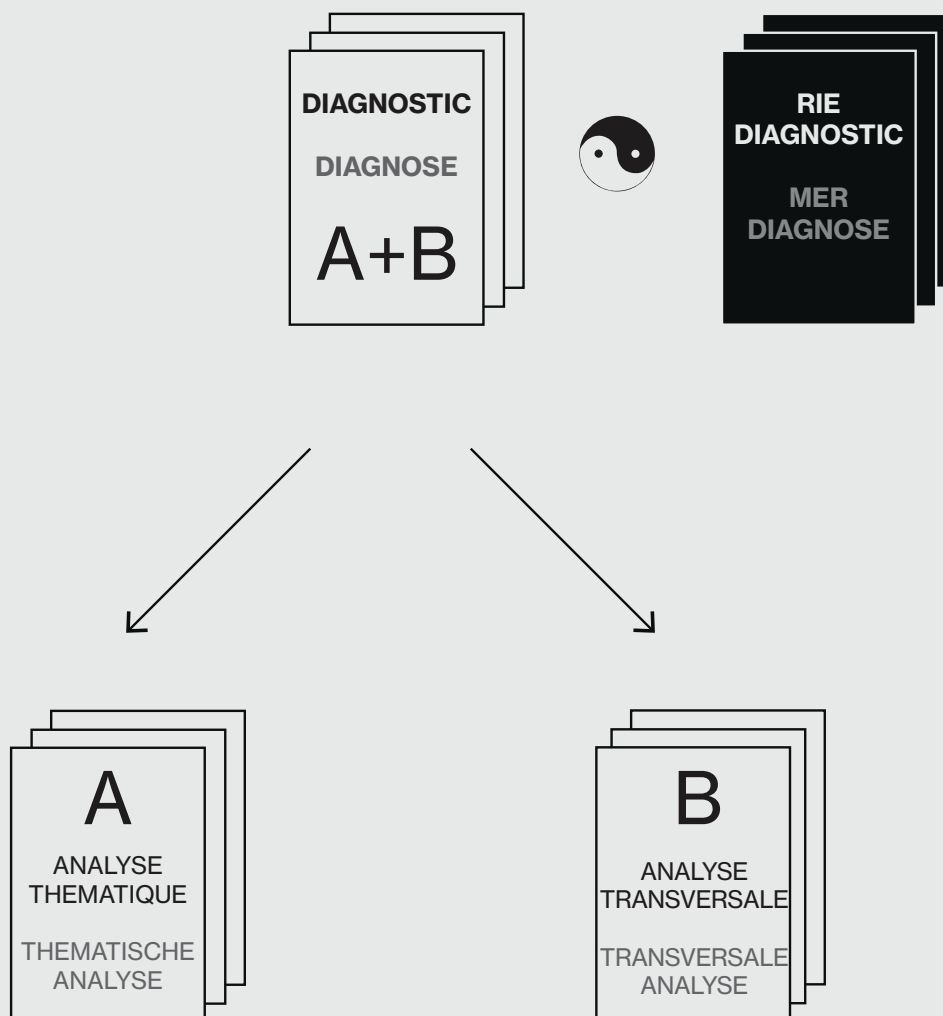 DIAGNOSTIC
DIAGNOSE
A+B
RIE
DIAGNOSTIC
MER
DIAGNOSE
A
ANALYSE
THEMATIQUE
THEMATISCHE
ANALYSE
B
ANALYSE
TRANSVERSALE
TRANSVERSALE
ANALYSE